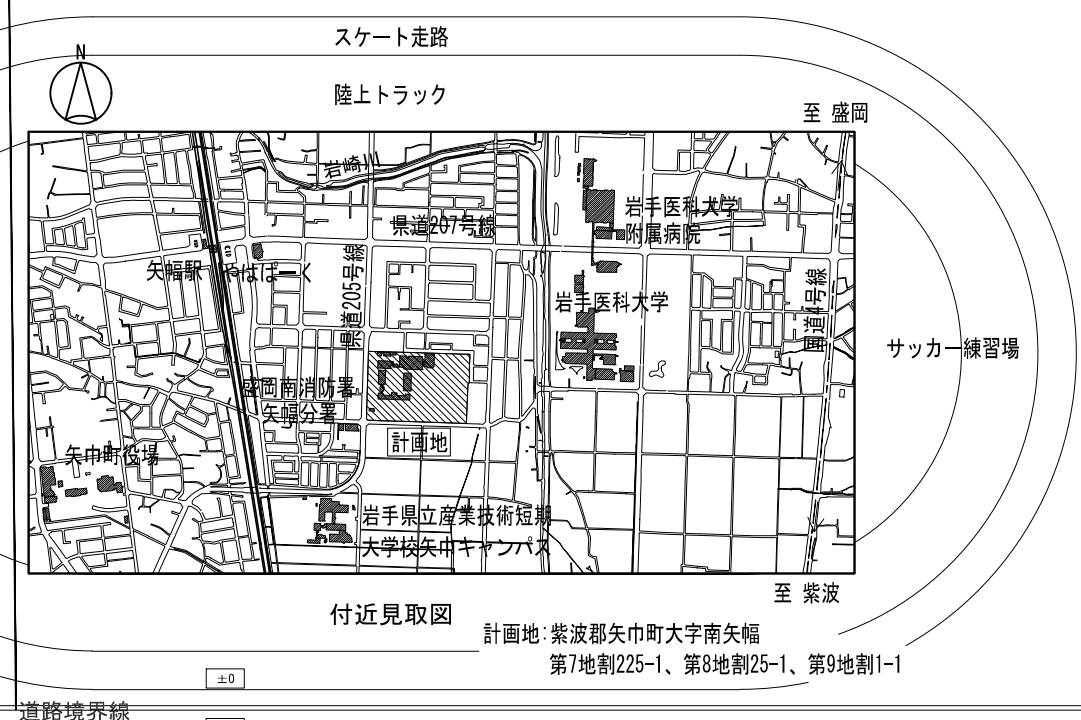 スケート走路
N
陸上トラック
至 盛岡
岩崎川
岩手医科大学
附属病院
県道207号線
矢幅駅
やはぱーく
県道205号線
岩手医科大学
国道4号線
サッカー練習場
盛岡南消防署
矢幅分署
計画地
矢巾町役場
岩手県立産業技術短期
大学校矢巾キャンパス
至 紫波
付近見取図
計画地:紫波郡矢巾町大字南矢幅
第7地割225-1、第8地割25-1、第9地割1-1
±0
道路境界線